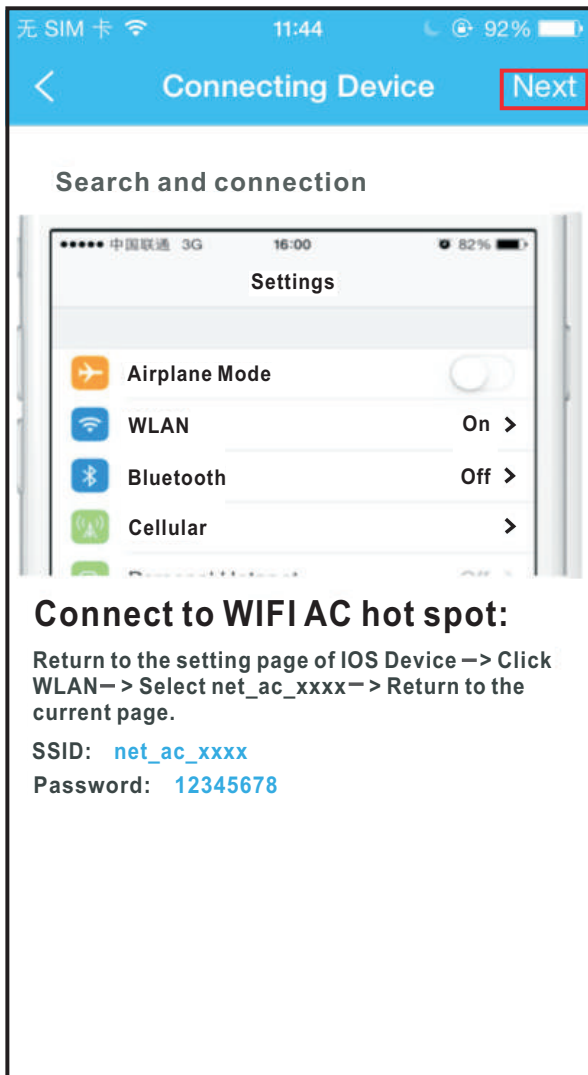 无 SIM 卡 11:44 92%
Connecting Device Next
Search and connection
中国联通 3G 16:00 82%
Settings
Airplane Mode
WLAN On >
Bluetooth Off >
Cellular >
Connect to WIFI AC hot spot:
Return to the setting page of IOS Device —> Click
WLAN— > Select net_ac_xxxx— > Return to the
current page.
SSID: net_ac_xxxx
Password: 12345678